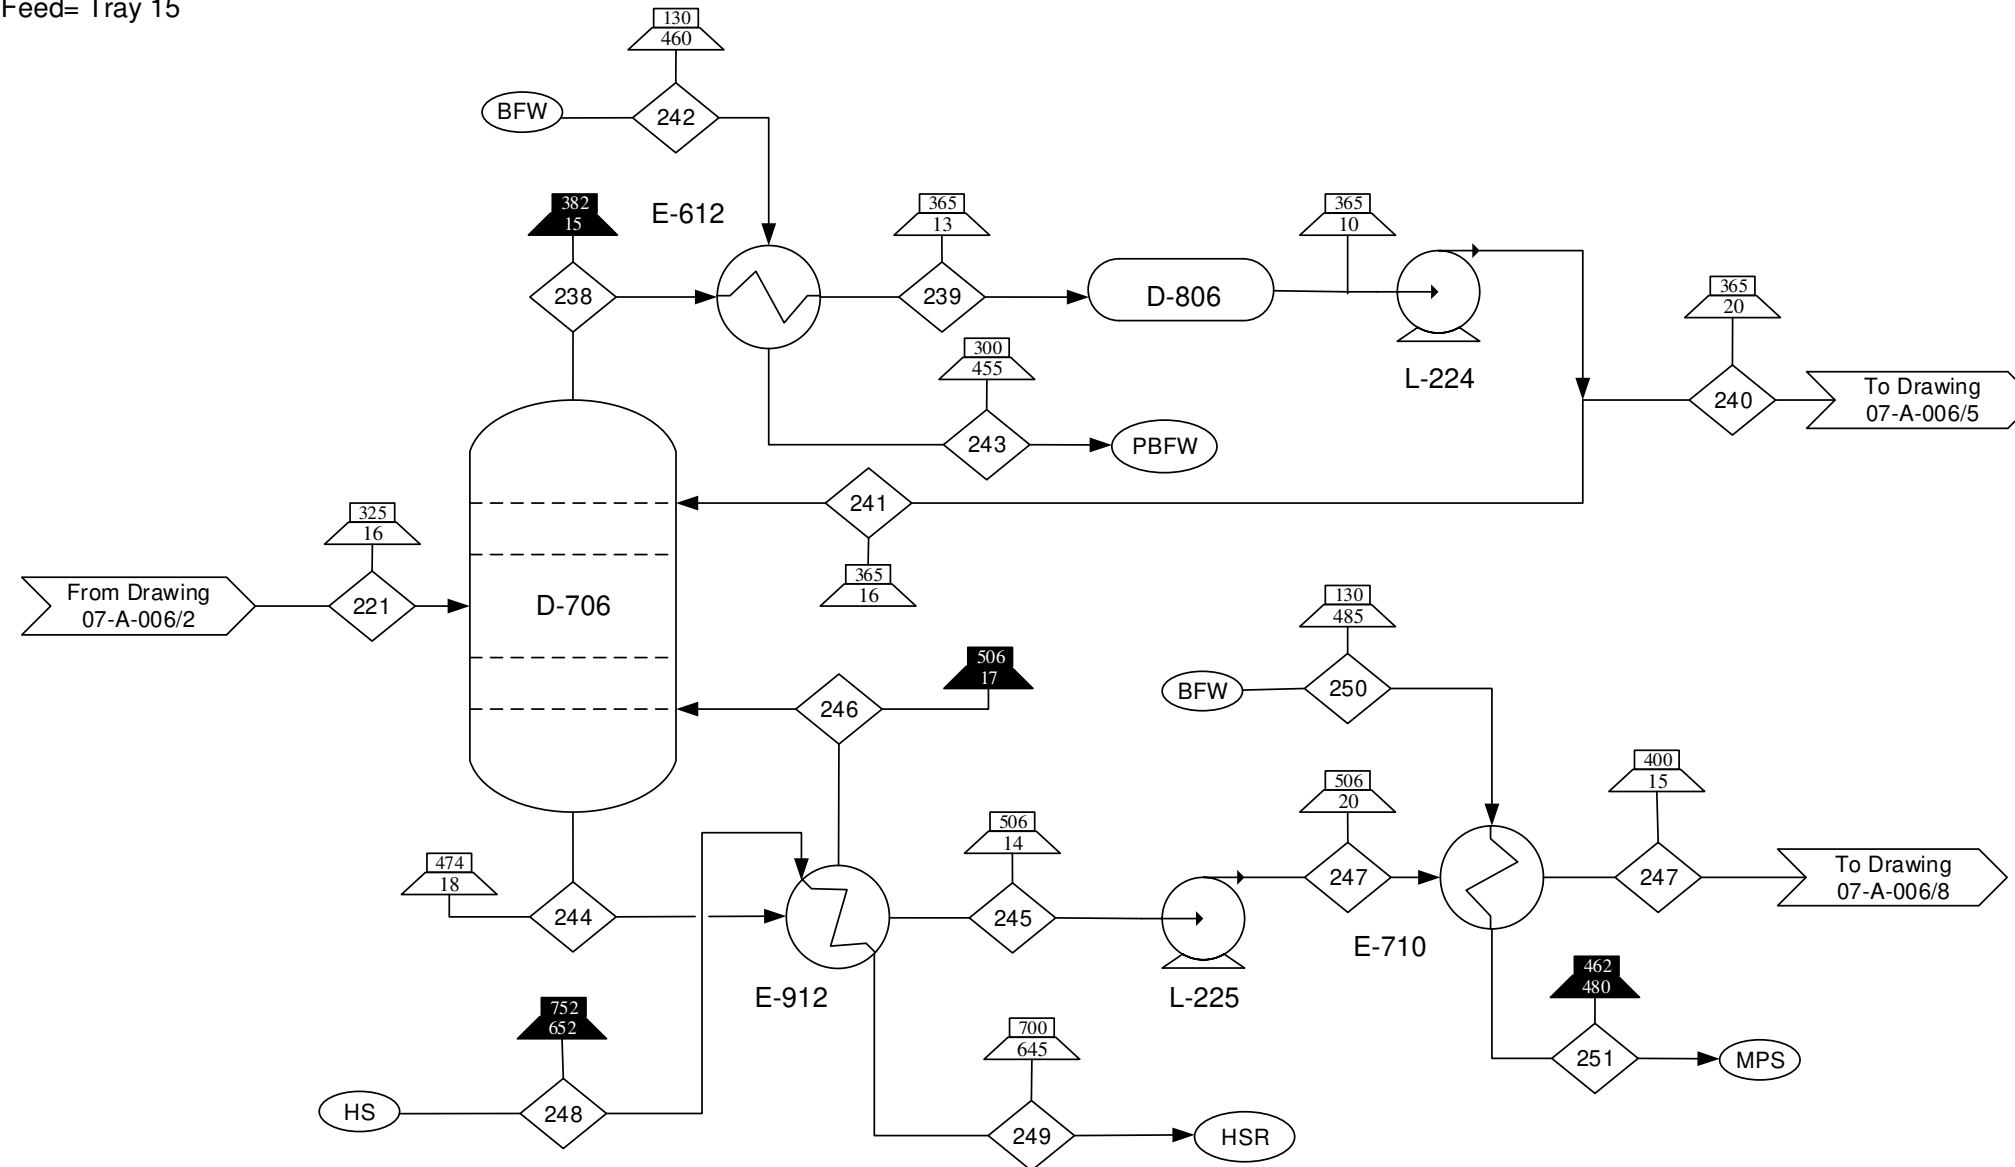 Feed= Tray 15
130
460
BFW
242
382
15
E-612
365
13
365
10
238
239
D-806
365
20
300
455
L-224
To Drawing
07-A-006/5
240
243
PBFW
241
325
16
365
16
From Drawing
07-A-006/2
221
D-706
130
485
506
17
BFW
250
246
400
15
506
20
506
14
474
18
247
247
To Drawing
07-A-006/8
244
245
E-710
E-912
L-225
462
480
752
652
700
645
251
MPS
HS
248
249
HSR